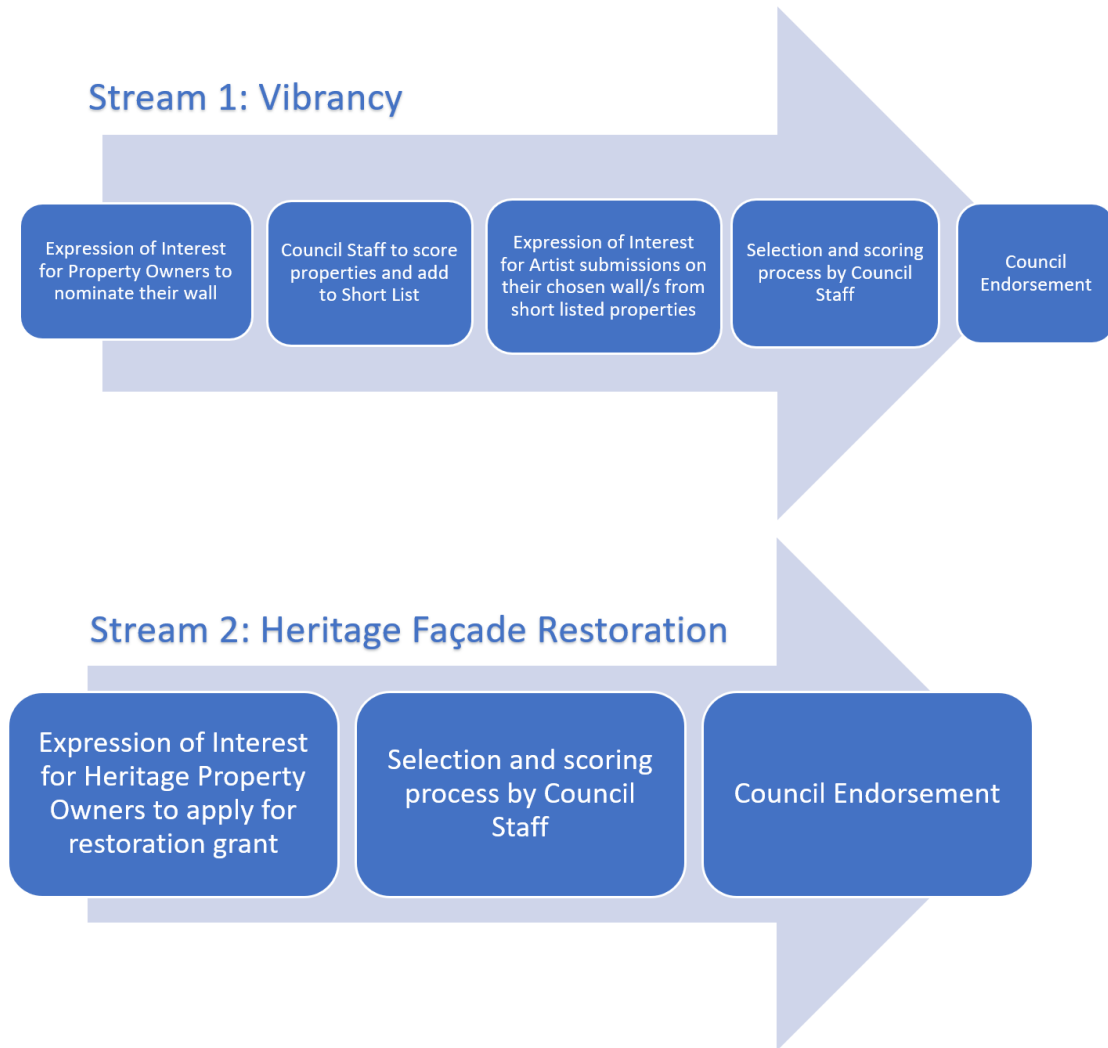 Stream 1: Vibrancy
Expression of Interest
for Property Owners to
nominate their wall
Council Staff to score
properties and add
to Short List
Expression of Interest
for Artist submissions on
their chosen wall/s from
short listed properties
Selection and scoring
process by Council
Staff
Council
Endorsement
Stream 2: Heritage Façade Restoration
Expression of Interest
for Heritage Property
Owners to apply for
restoration grant
Selection and scoring
process by Council
Staff
Council Endorsement